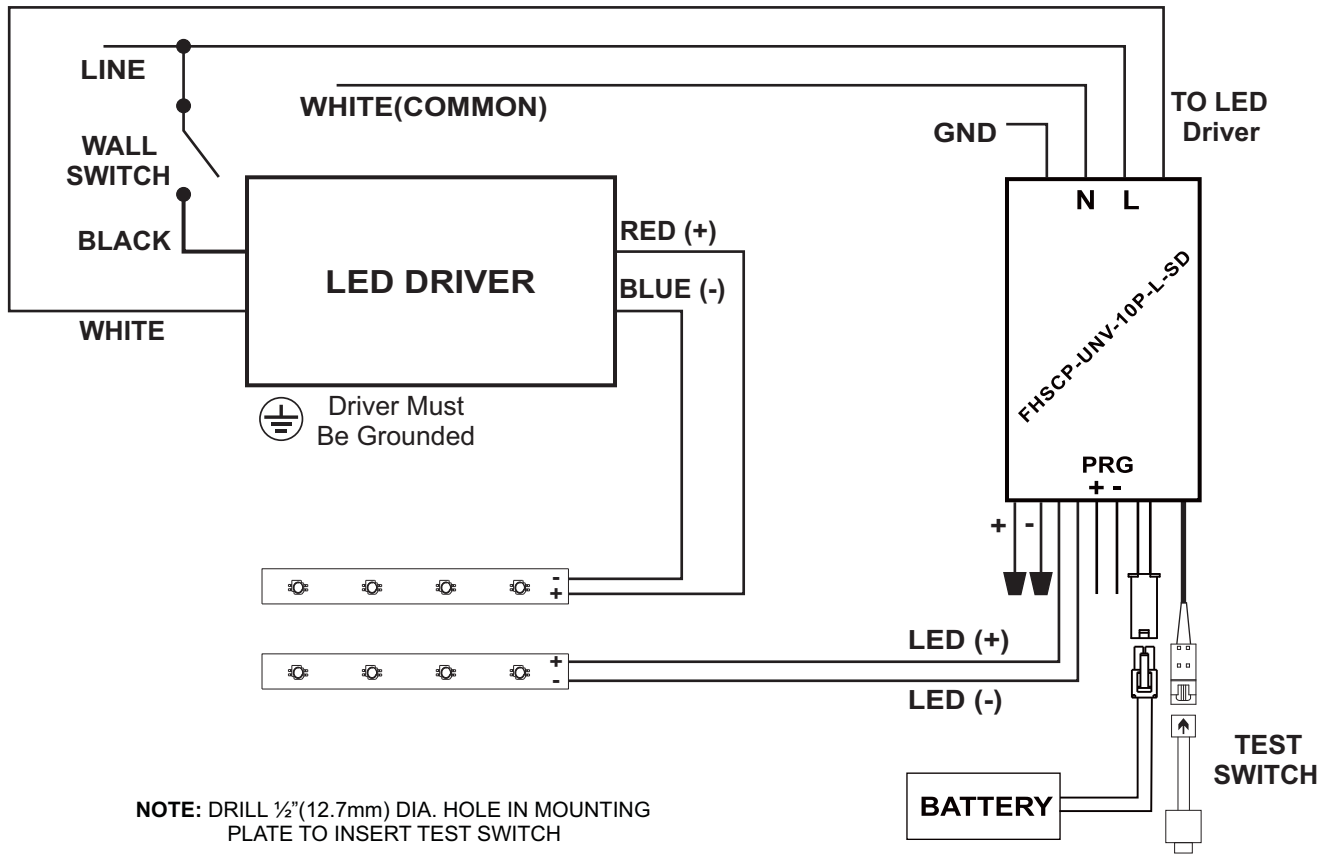 LINE
WHITE(COMMON)
TO LED
Driver
GND
WALL
SWITCH
N L
BLACK
RED (+)
LED DRIVER
BLUE (-)
FHSCP-UNV-10P-L-SD
WHITE
Driver Must
Be Grounded
PRG
+ -
+ -
-
+
LED (+)
+
-
LED (-)
TEST
SWITCH
BATTERY
NOTE: DRILL ½"(12.7mm) DIA. HOLE IN MOUNTING
PLATE TO INSERT TEST SWITCH